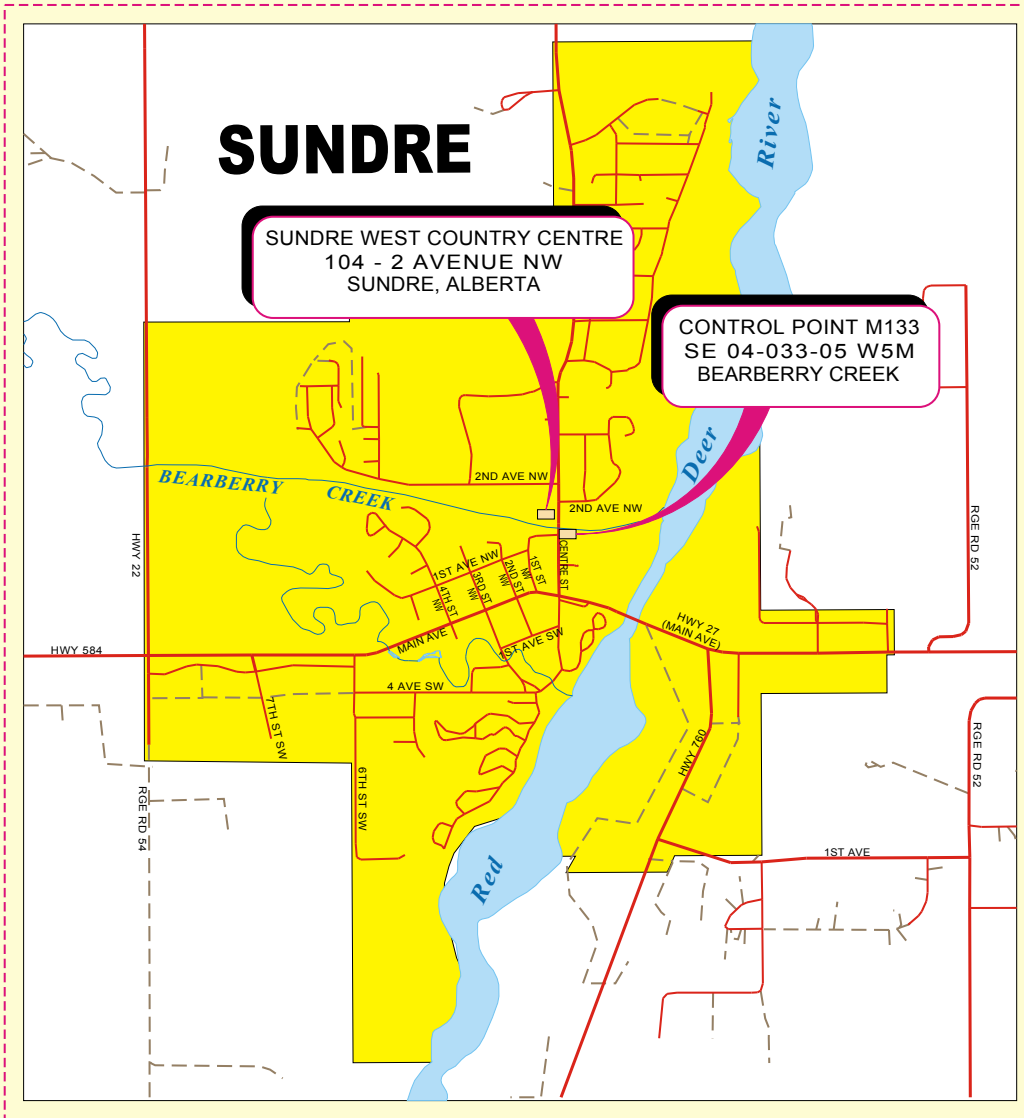 SUNDRE
River
SUNDRE WEST COUNTRY CENTRE
104 - 2 AVENUE NW
SUNDRE, ALBERTA
CONTROL POINT M133
SE 04-033-05 W5M
BEARBERRY CREEK
Deer
BEARBERRY CREEK
2ND AVE NW
2ND AVE NW
HWY 22
RGE RD 52
1ST AVE NW
4TH ST NW
3RD ST NW
2ND ST NW
1ST ST NW
CENTRE ST
MAIN AVE
1ST AVE SW
HWY 27
(MAIN AVE)
HWY 584
4 AVE SW
7TH ST SW
6TH ST SW
HWY 760
RGE RD 52
RGE RD 54
1ST AVE
Red